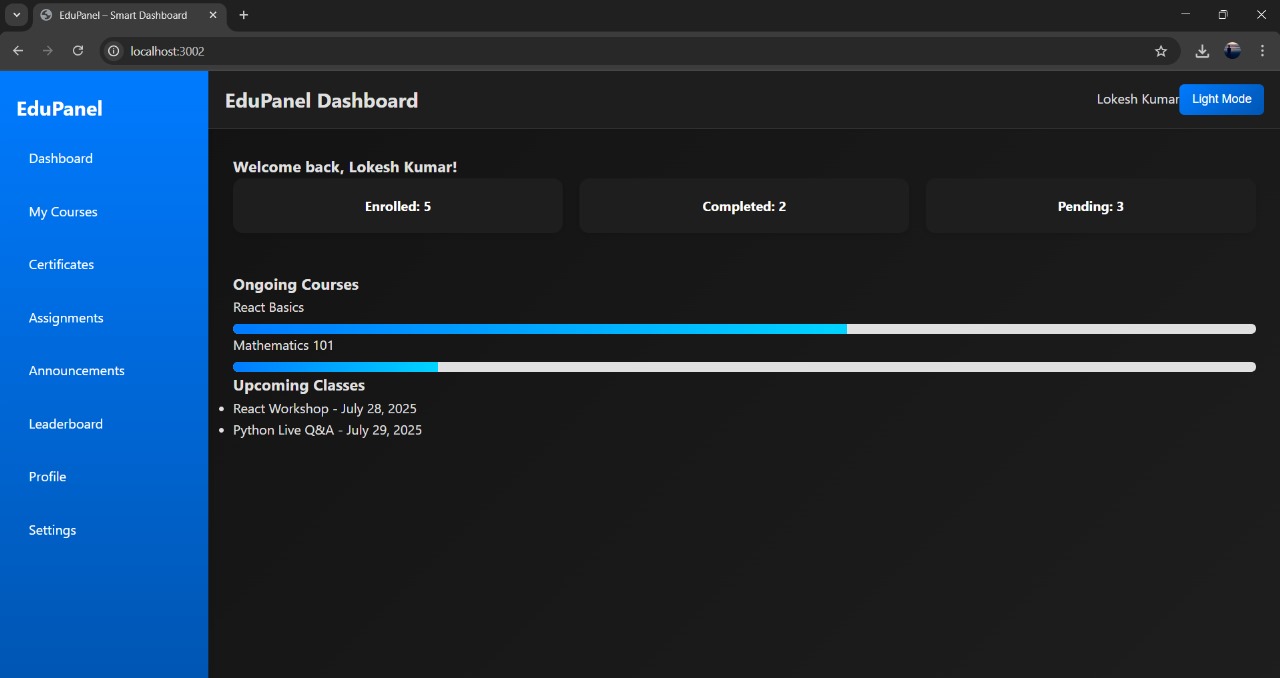 EduPanel – Smart Dashboard
localhost:3002
EduPanel
Dashboard
My Courses
Certificates
Assignments
Announcements
Leaderboard
Profile
Settings
EduPanel Dashboard
Lokesh Kumar
Light Mode
Welcome back, Lokesh Kumar!
Enrolled: 5
Completed: 2
Pending: 3
Ongoing Courses
React Basics
Mathematics 101
Upcoming Classes
• React Workshop - July 28, 2025
• Python Live Q&A - July 29, 2025